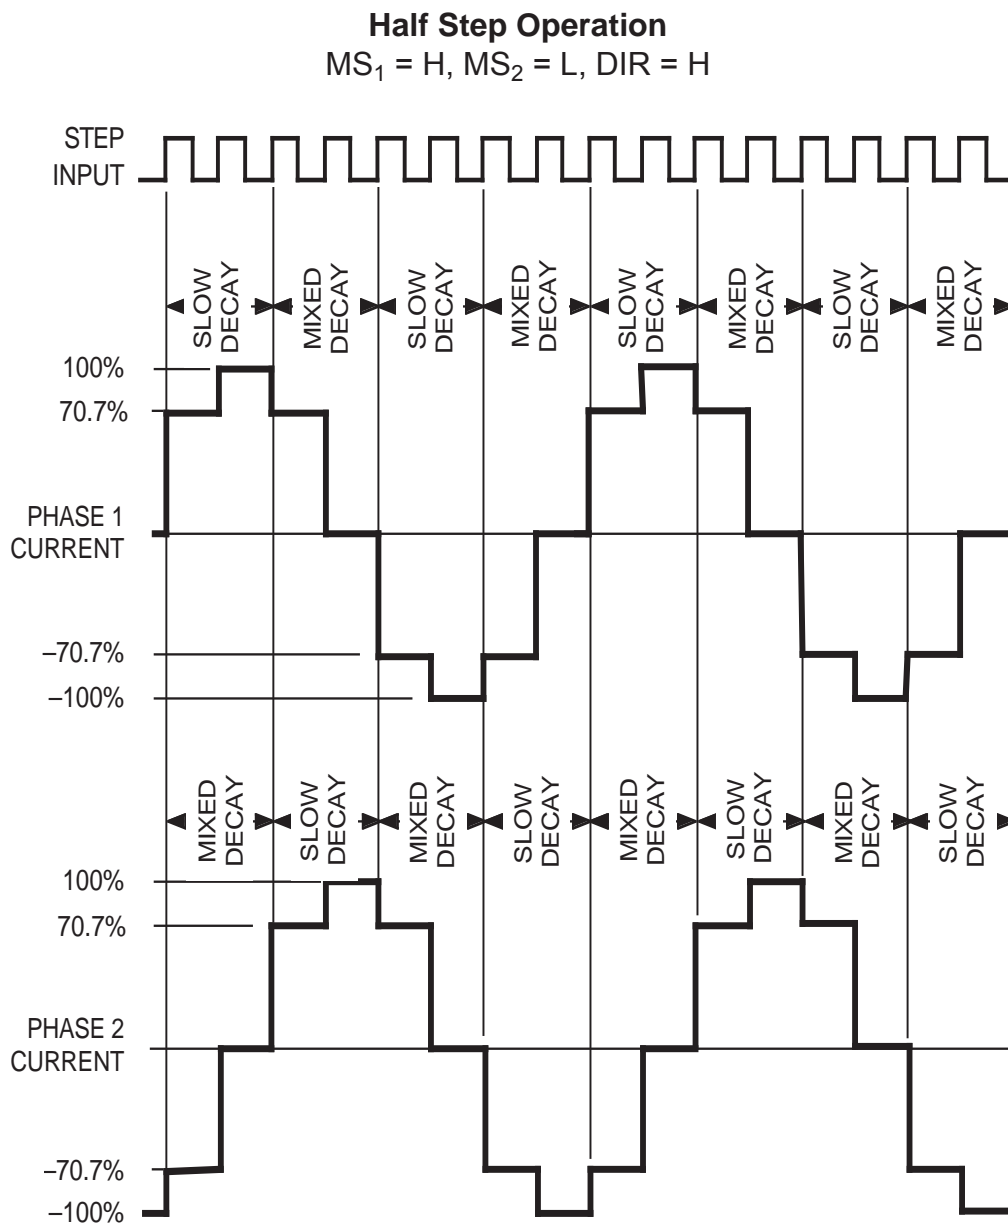 Half Step Operation
MS₁ = H, MS₂ = L, DIR = H
STEP
INPUT
SLOW
DECAY
MIXED
DECAY
SLOW
DECAY
MIXED
DECAY
SLOW
DECAY
MIXED
DECAY
SLOW
DECAY
MIXED
DECAY
100%
70.7%
PHASE 1
CURRENT
–70.7%
–100%
MIXED
DECAY
SLOW
DECAY
MIXED
DECAY
SLOW
DECAY
MIXED
DECAY
SLOW
DECAY
MIXED
DECAY
SLOW
DECAY
100%
70.7%
PHASE 2
CURRENT
–70.7%
–100%